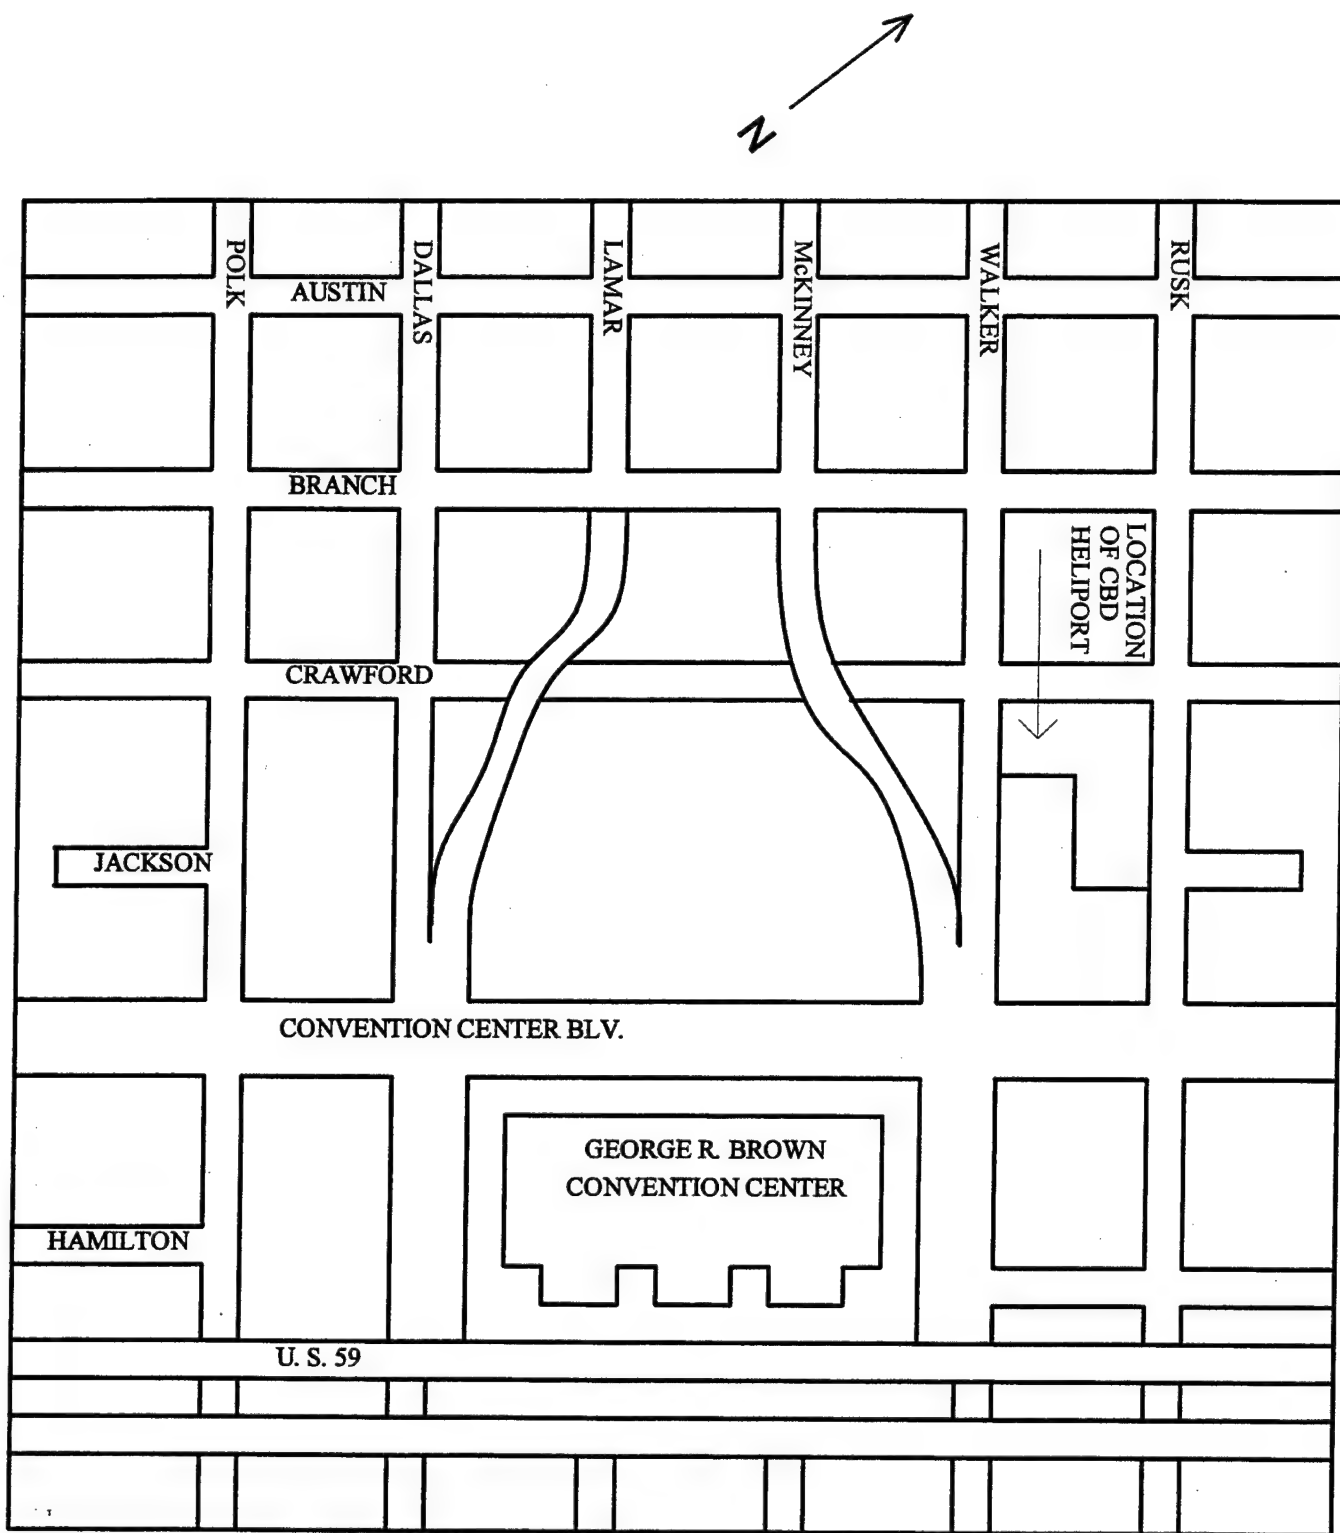 N
POLK
DALLAS
LAMAR
McKINNEY
WALKER
RUSK
AUSTIN
BRANCH
LOCATION
OF CBD
HELIPORT
CRAWFORD
JACKSON
CONVENTION CENTER BLV.
GEORGE R. BROWN
CONVENTION CENTER
HAMILTON
U. S. 59